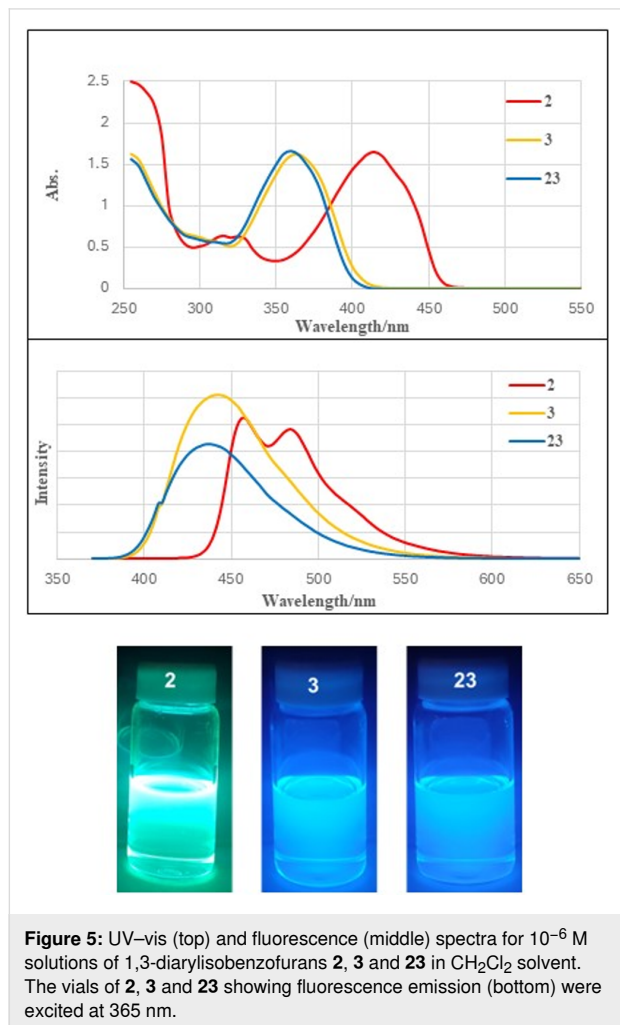 2.5
2
1.5
1
0.5
0
Abs.
2
3
23
250 300 350 400 450 500 550
Wavelength/nm
Intensity
2
3
23
350 400 450 500 550 600 650
Wavelength/nm
2 3 23
Figure 5: UV–vis (top) and fluorescence (middle) spectra for 10⁻⁶ M
solutions of 1,3-diarylisobenzofurans 2, 3 and 23 in CH₂Cl₂ solvent.
The vials of 2, 3 and 23 showing fluorescence emission (bottom) were
excited at 365 nm.